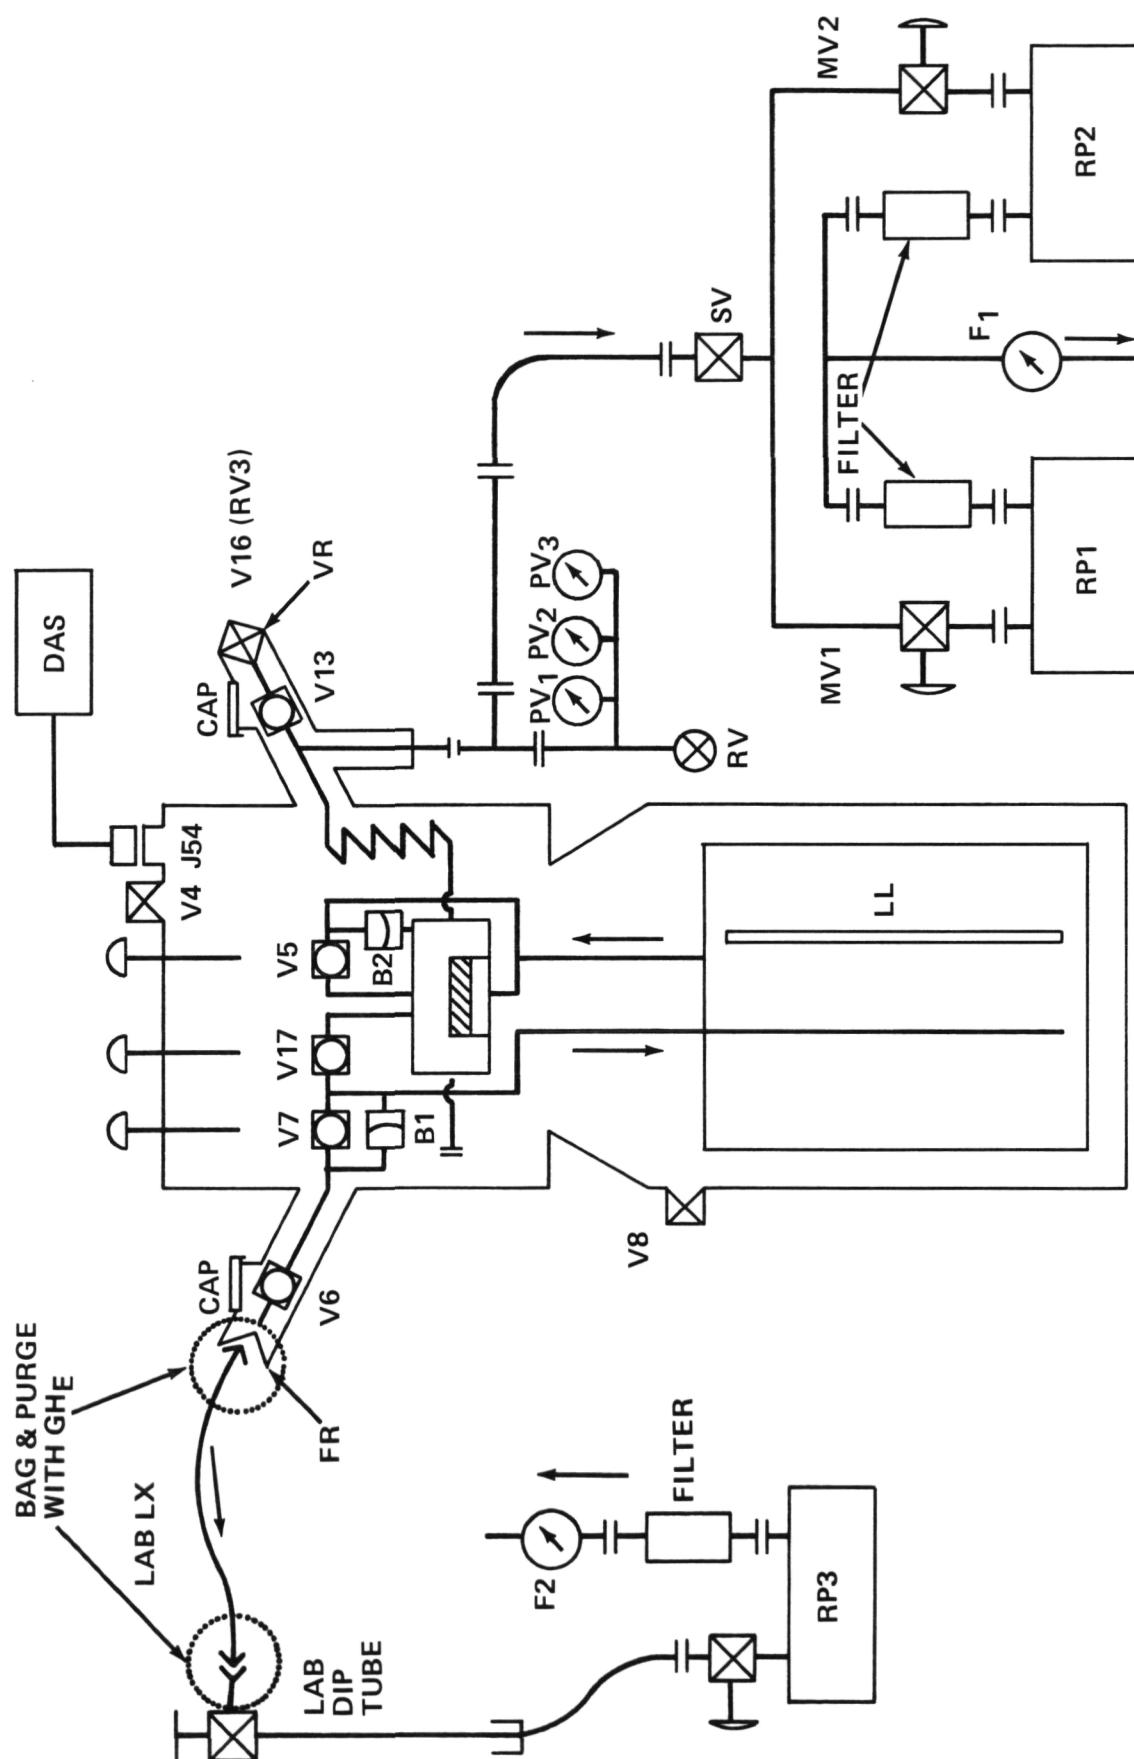 BAG & PURGE
WITH GHE
LAB LX
CAP
FR
V6
LAB
DIP
TUBE
F2
FILTER
RP3
V8
V7
V17
V5
B1
B2
V4
J54
DAS
LL
CAP
V13
V16 (RV3)
VR
PV1
PV2
PV3
RV
SV
MV1
MV2
FILTER
F1
RP1
RP2